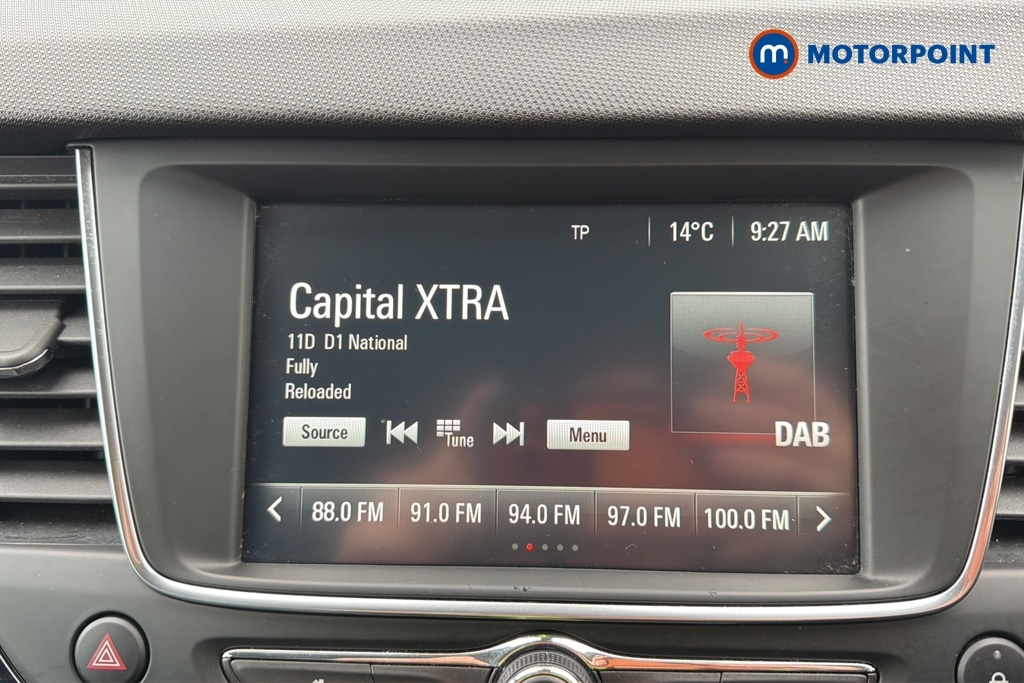 m. MOTORPOINT
TP 14°C 9:27 AM
Capital XTRA
11D D1 National
Fully
Reloaded
Source Tune Menu
DAB
88.0 FM 91.0 FM 94.0 FM 97.0 FM 100.0 FM